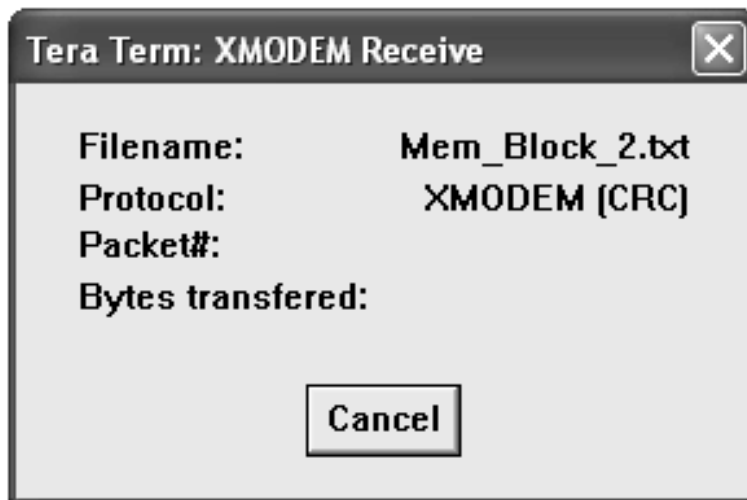 Tera Term: XMODEM Receive
Filename: Mem_Block_2.txt
Protocol: XMODEM (CRC)
Packet#:
Bytes transfered:
Cancel